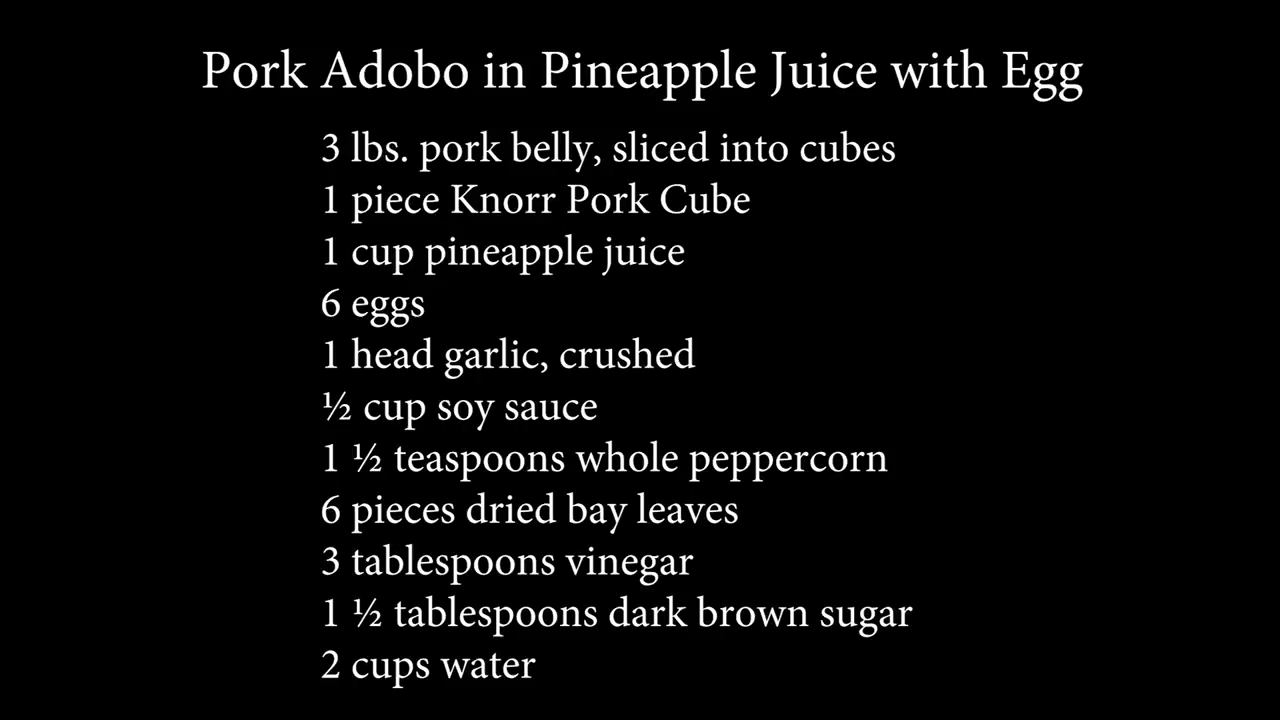 Pork Adobo in Pineapple Juice with Egg
3 lbs. pork belly, sliced into cubes
1 piece Knorr Pork Cube
1 cup pineapple juice
6 eggs
1 head garlic, crushed
½ cup soy sauce
1 ½ teaspoons whole peppercorn
6 pieces dried bay leaves
3 tablespoons vinegar
1 ½ tablespoons dark brown sugar
2 cups water